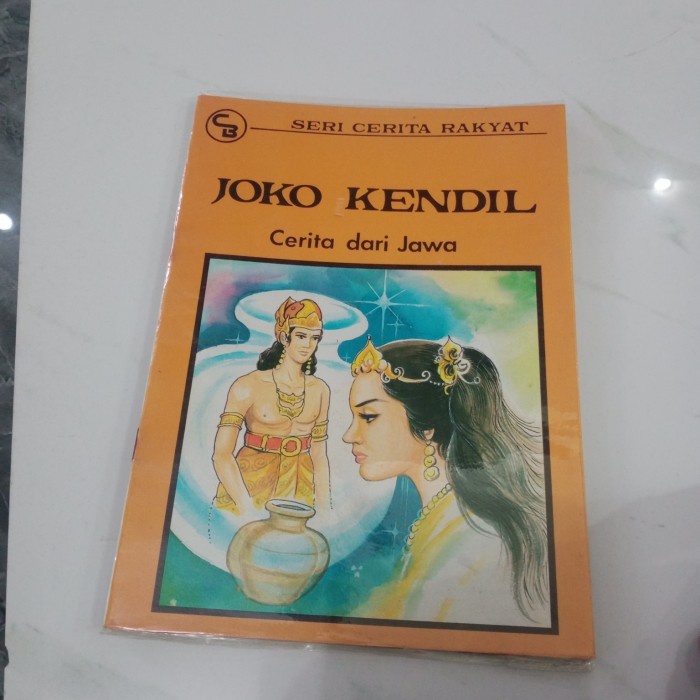 CB
SERI CERITA RAKYAT
JOKO KENDIL
Cerita dari Jawa